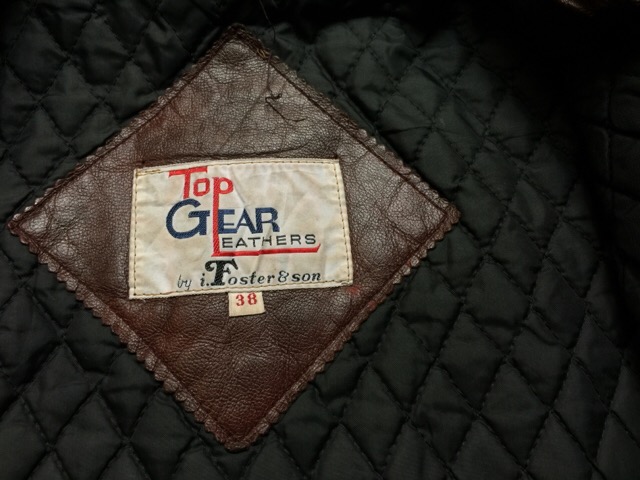 Top
GEAR
LEATHERS
by i. Foster & son
38